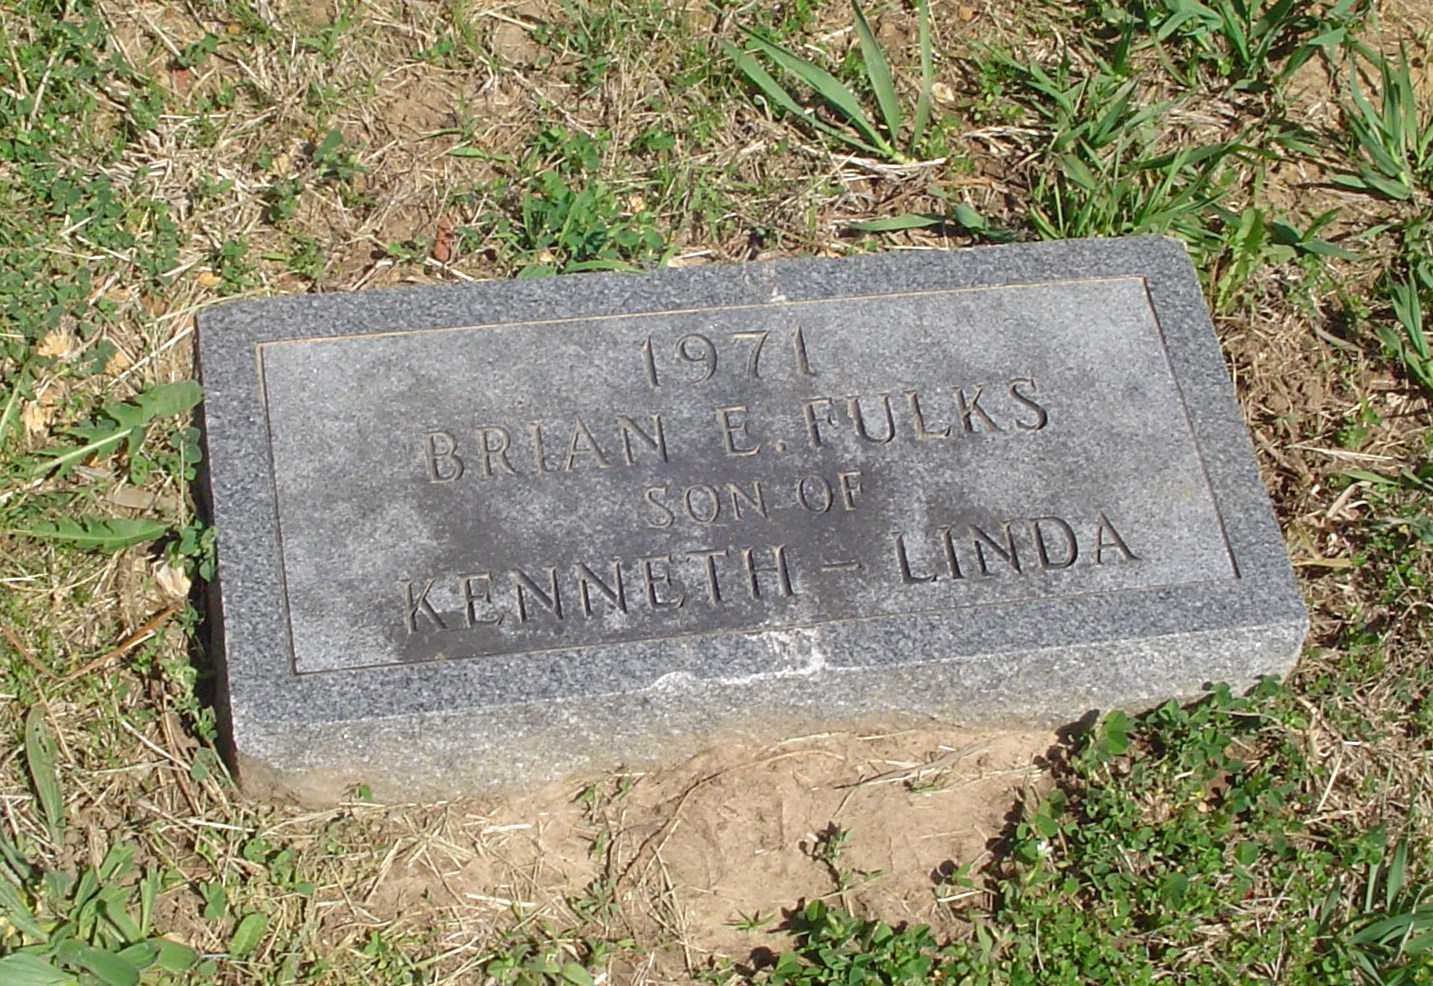 1971
BRIAN E. FULKS
SON OF
KENNETH - LINDA